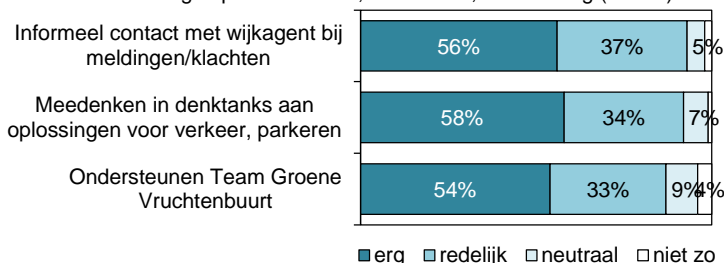 Informeel contact met wijkagent bij
meldingen/klachten
56% 37% 5%
Meedenken in denktanks aan
oplossingen voor verkeer, parkeren
58% 34% 7%
Ondersteunen Team Groene
Vruchtenbuurt
54% 33% 9% 4%
erg redelijk neutraal niet zo